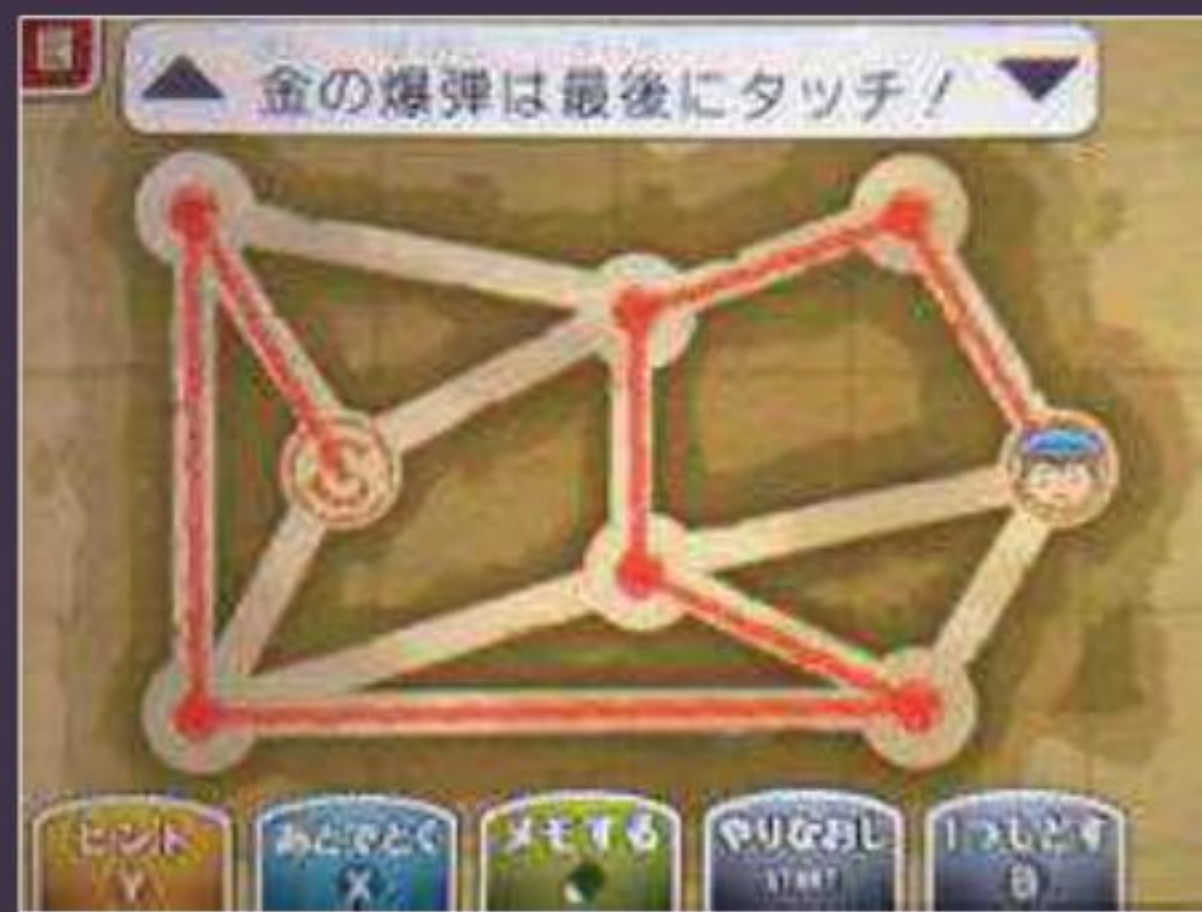 金の爆弾は最後にタッチ!
ヒント
Y
あとでとく
X
メモする
やりなおし
START
1つもどす
B